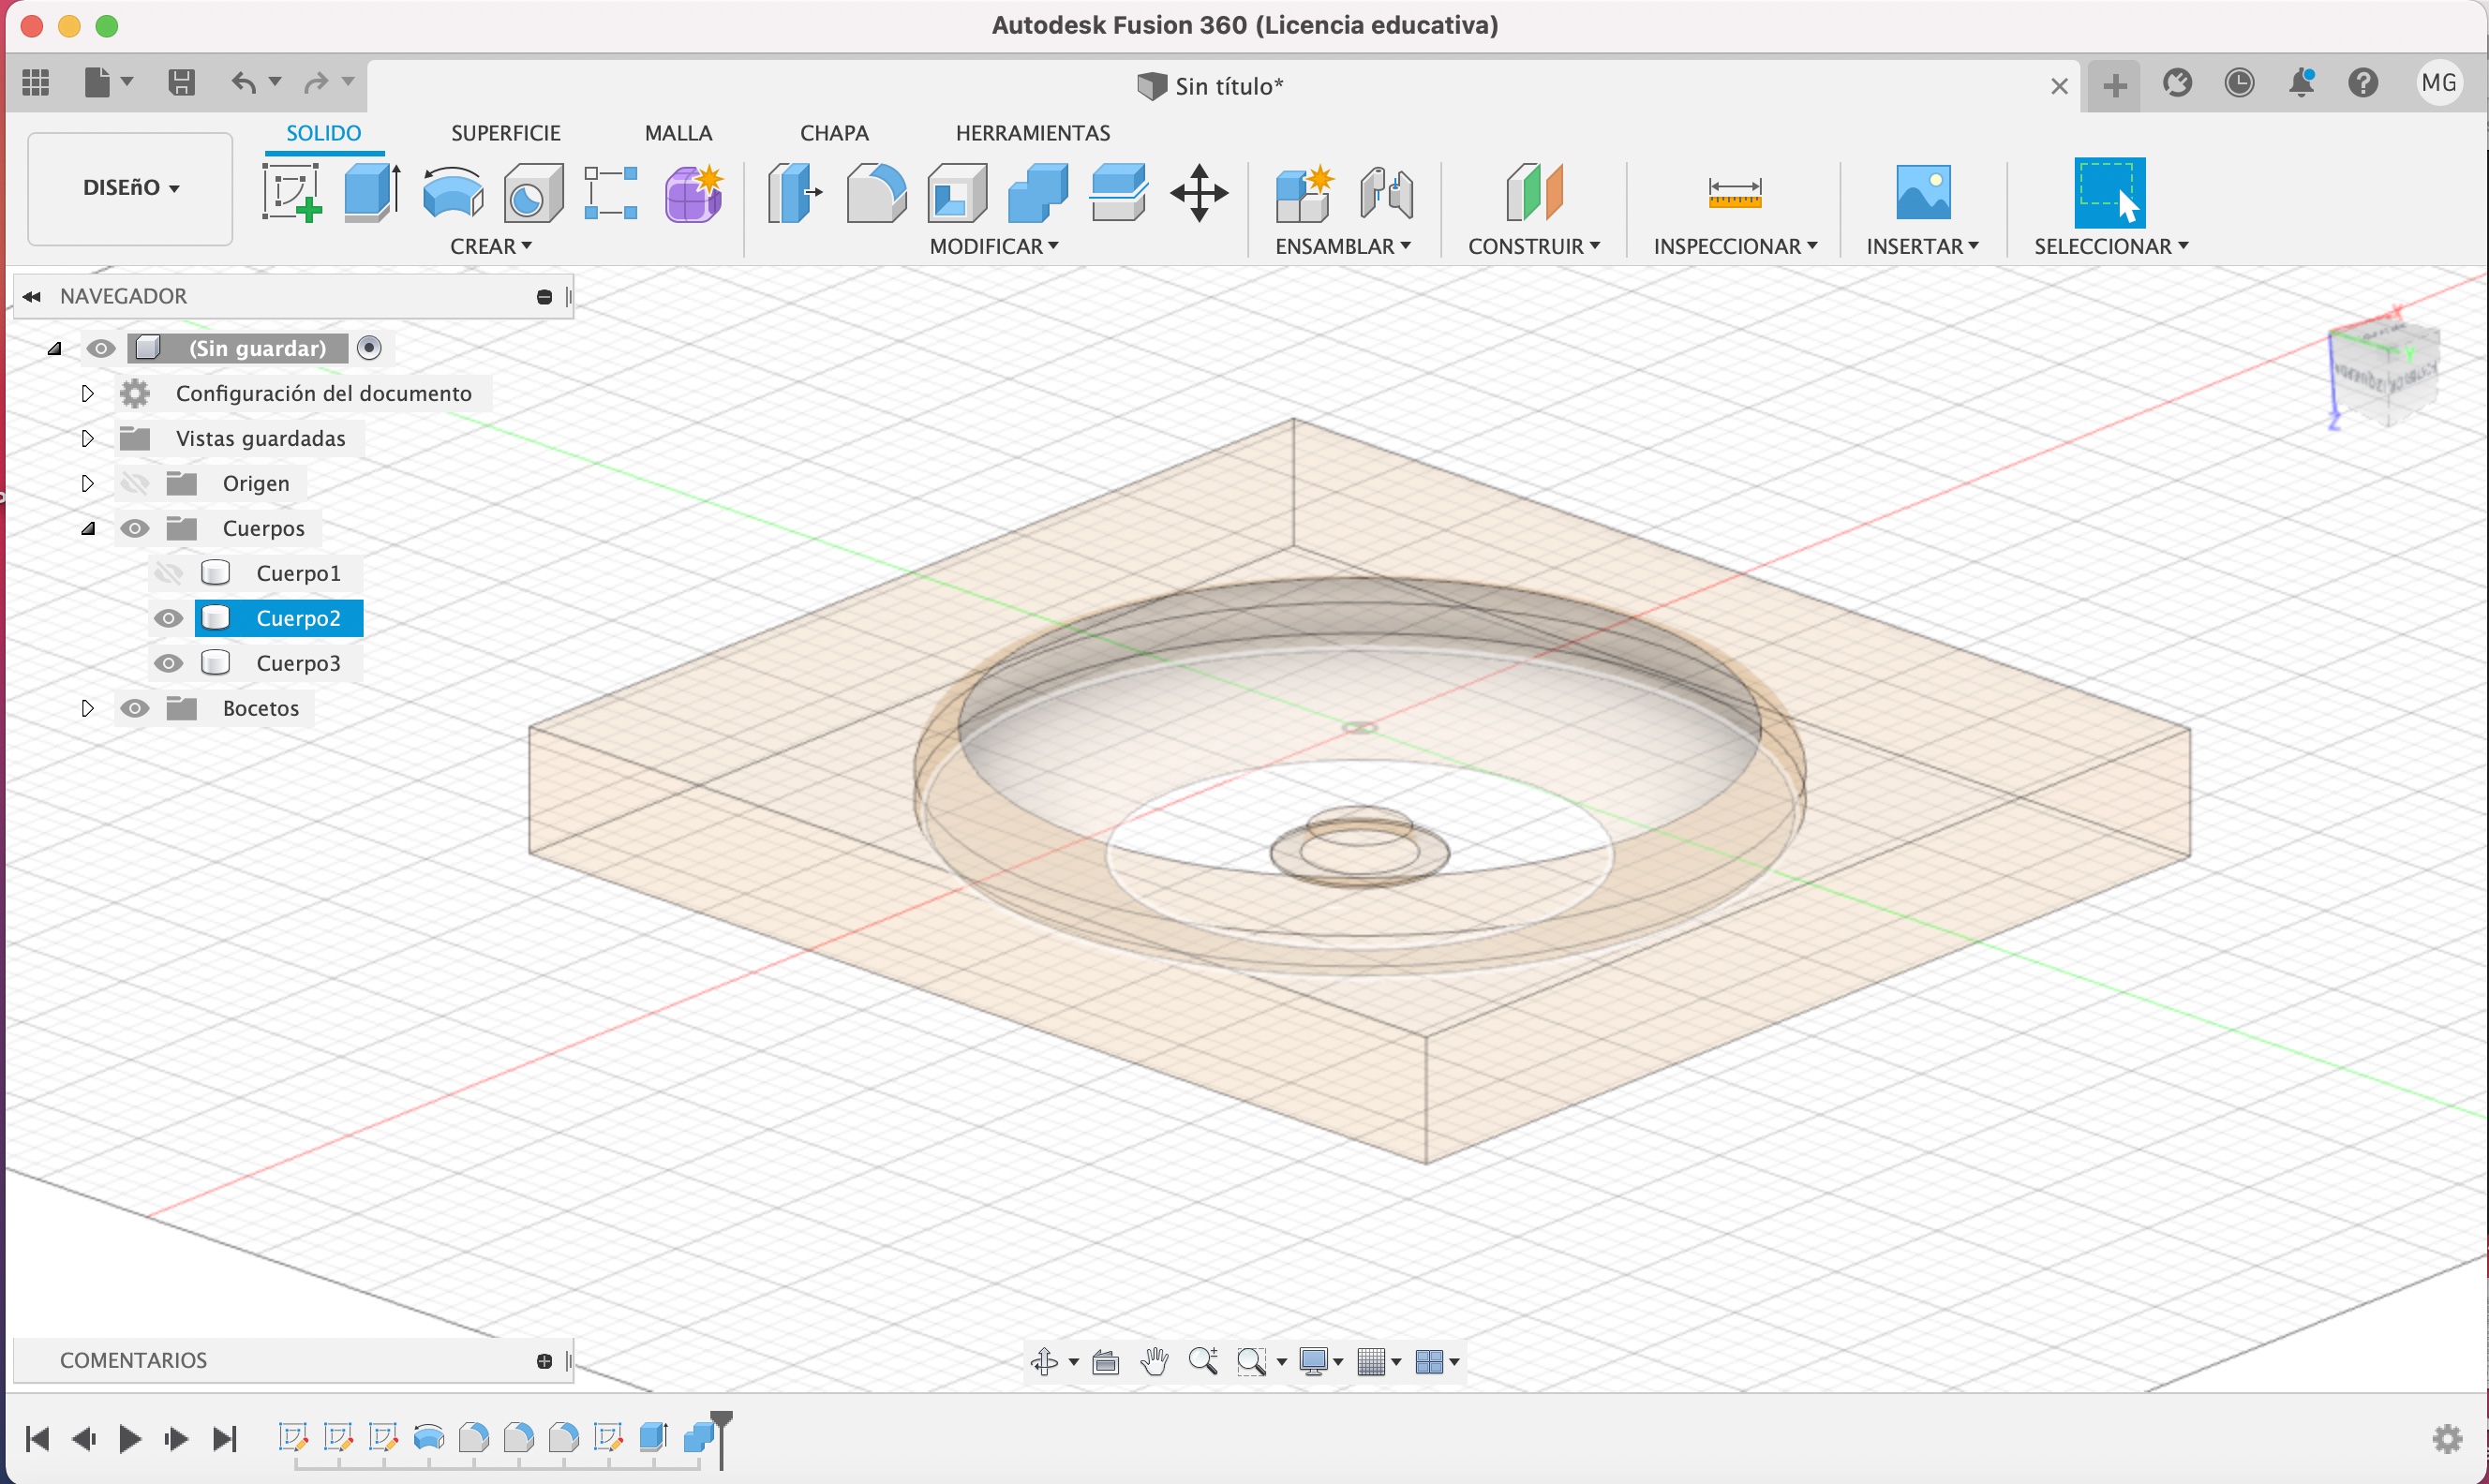 Autodesk Fusion 360 (Licencia educativa)
Sin título*
MG
DISEñO
SOLIDO
SUPERFICIE
MALLA
CHAPA
HERRAMIENTAS
CREAR
MODIFICAR
ENSAMBLAR
CONSTRUIR
INSPECCIONAR
INSERTAR
SELECCIONAR
NAVEGADOR
(Sin guardar)
Configuración del documento
Vistas guardadas
Origen
Cuerpos
Cuerpo1
Cuerpo2
Cuerpo3
Bocetos
X
Y
Z
COMENTARIOS